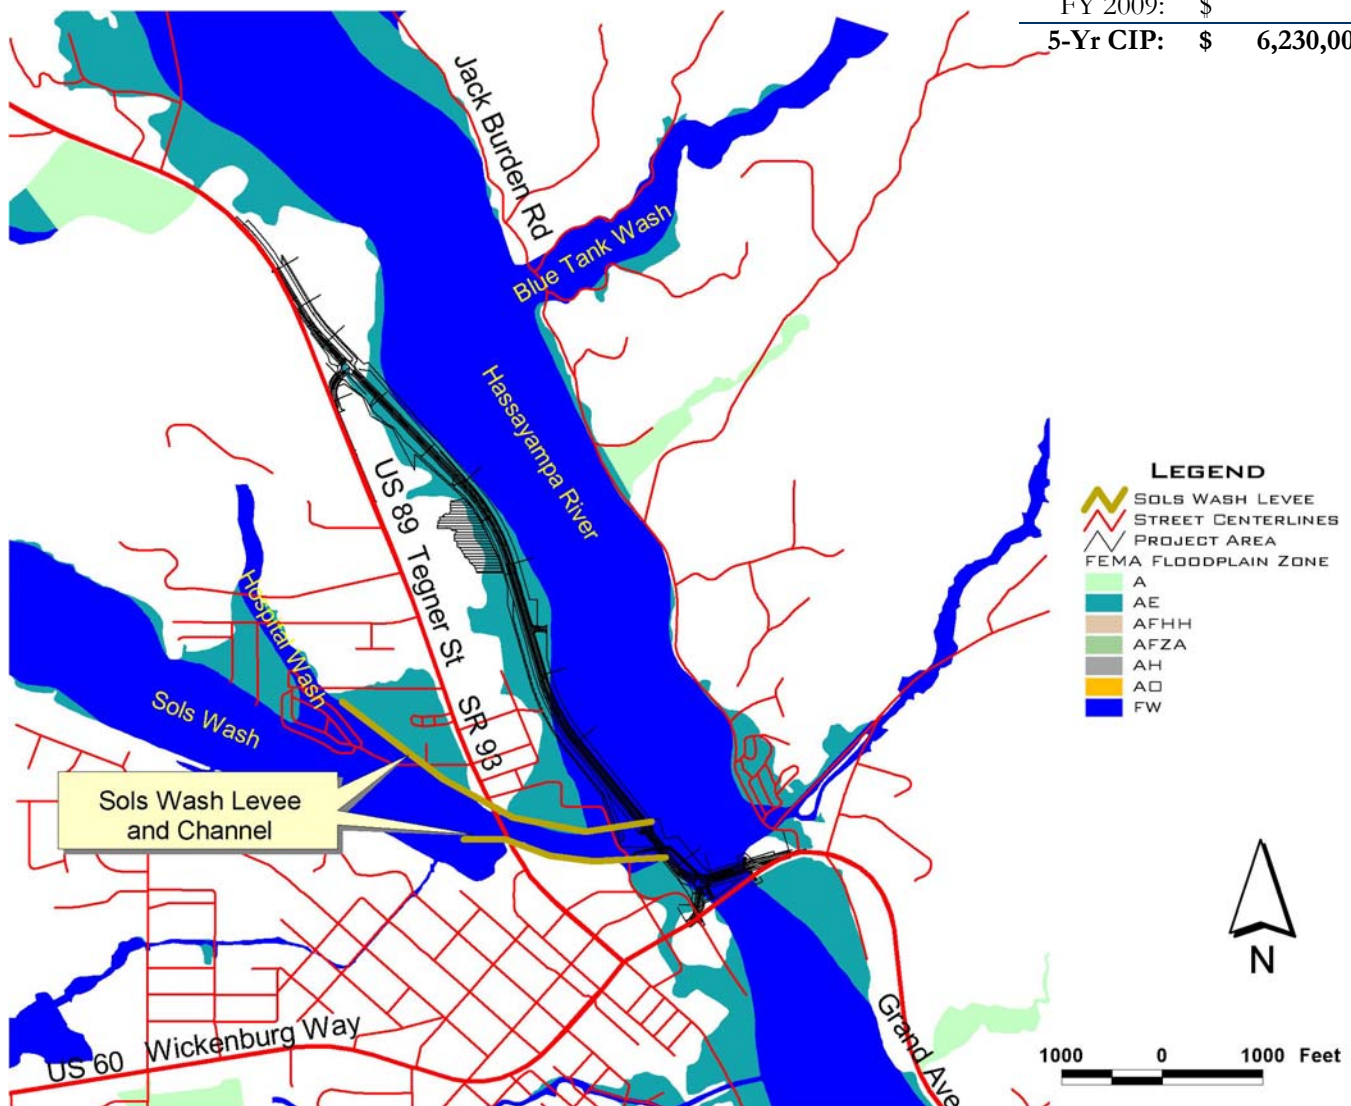 FY 2009: $
5-Yr CIP: $ 6,230,00
Jack Burden Rd
Blue Tank Wash
Hassayampa River
US 89 Tegner St SR 93
Hospital Wash
Sols Wash
Sols Wash Levee
and Channel
US 60 Wickenburg Way
Grand Ave
LEGEND
SOLS WASH LEVEE
STREET CENTERLINES
PROJECT AREA
FEMA FLOODPLAIN ZONE
A
AE
AFHH
AFZA
AH
AO
FW
N
1000 0 1000 Feet